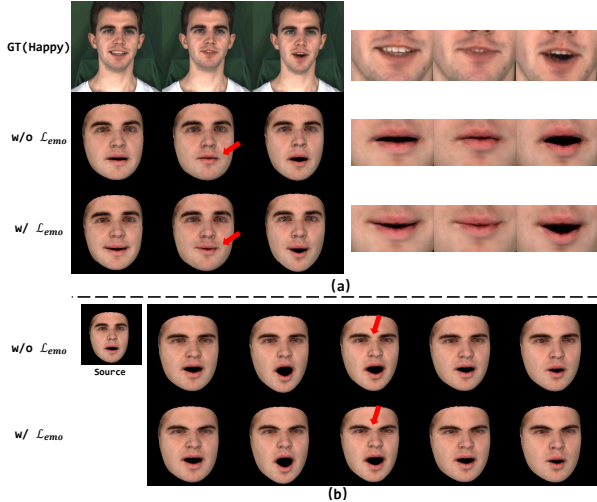 GT(Happy)
w/o ℒemo
w/ ℒemo
(a)
w/o ℒemo
Source
w/ ℒemo
(b)